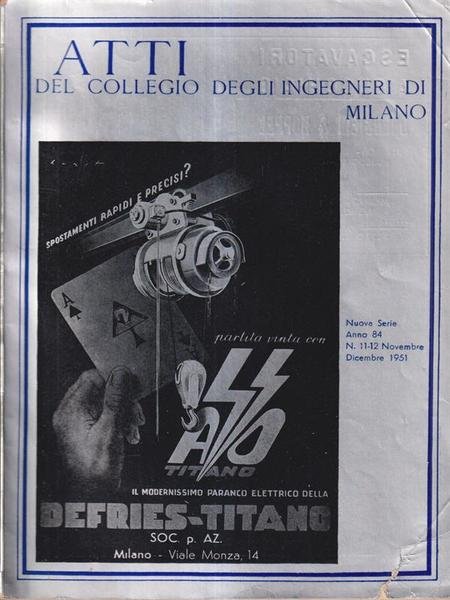 ATTI
DEL COLLEGIO DEGLI INGEGNERI DI
MILANO
SPOSTAMENTI RAPIDI E PRECISI?
A
partita vinta con
TITANO
IL MODERNISSIMO PARANCO ELETTRICO DELLA
DEFRIES-TITANO
SOC. p. AZ.
Milano - Viale Monza, 14
Nuova Serie
Anno 84
N. 11-12 Novembre
Dicembre 1951
ESCAVATORI